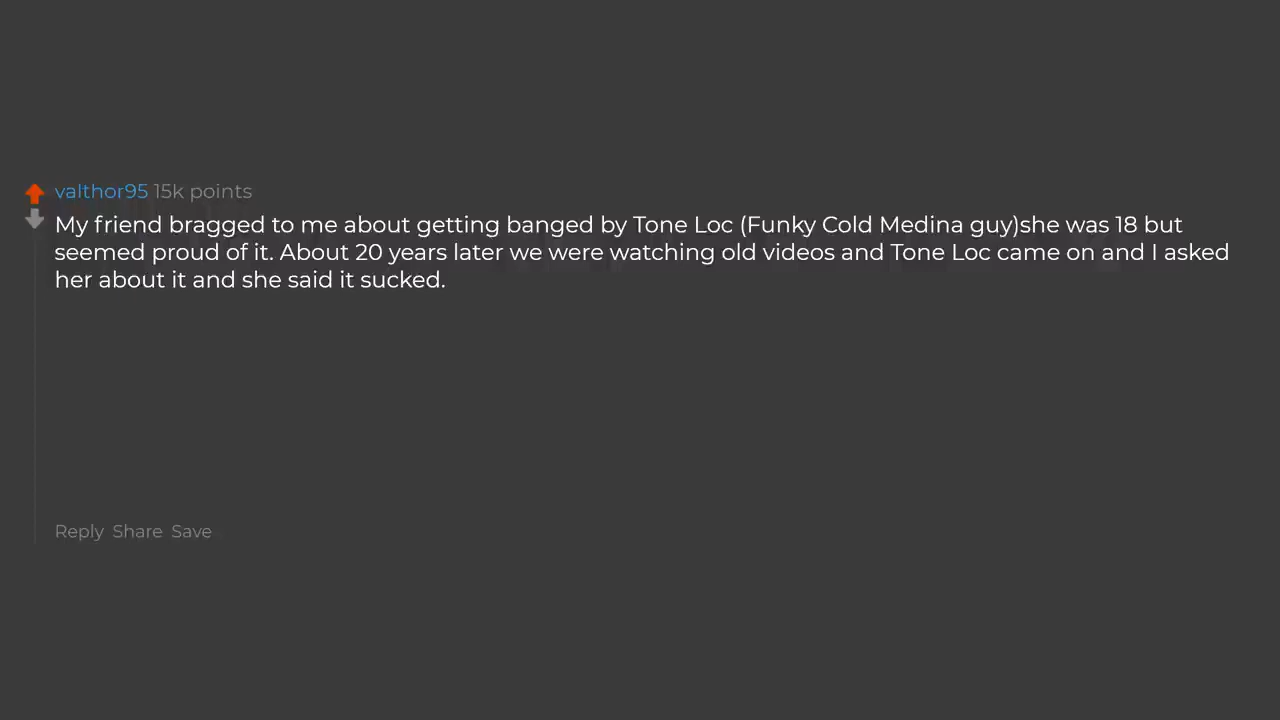 valthor95 15k points
My friend bragged to me about getting banged by Tone Loc (Funky Cold Medina guy)she was 18 but
seemed proud of it. About 20 years later we were watching old videos and Tone Loc came on and I asked
her about it and she said it sucked.
Reply Share Save